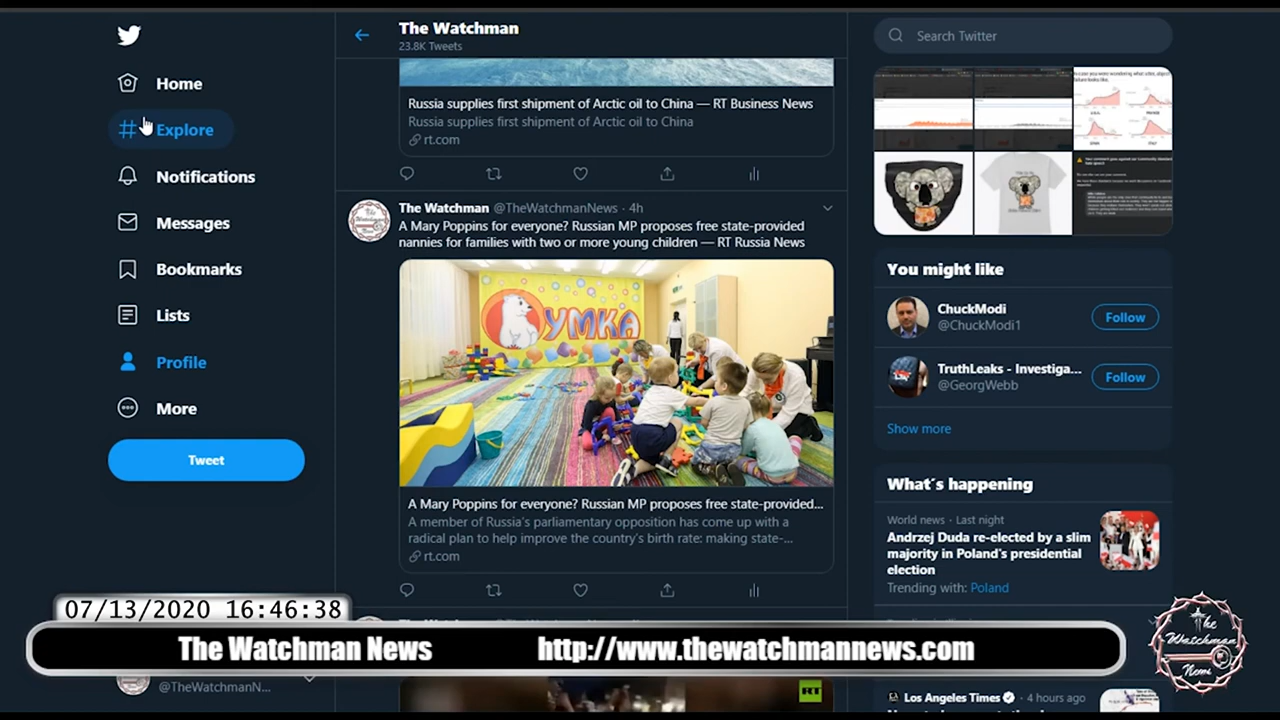 Home
Explore
Notifications
Messages
Bookmarks
Lists
Profile
More
Tweet
The Watchman
23.8K Tweets
Russia supplies first shipment of Arctic oil to China — RT Business News
Russia supplies first shipment of Arctic oil to China
rt.com
The Watchman @TheWatchmanNews · 4h
A Mary Poppins for everyone? Russian MP proposes free state-provided
nannies for families with two or more young children — RT Russia News
УМКА
A Mary Poppins for everyone? Russian MP proposes free state-provided...
A member of Russia's parliamentary opposition has come up with a
radical plan to help improve the country's birth rate: making state-...
rt.com
RT
Search Twitter
You might like
ChuckModi
@ChuckModi1
Follow
TruthLeaks - Investiga...
@GeorgWebb
Follow
Show more
What's happening
World news · Last night
Andrzej Duda re-elected by a slim
majority in Poland's presidential
election
Trending with: Poland
Los Angeles Times · 4 hours ago
07/13/2020 16:46:38
The Watchman News http://www.thewatchmannews.com
The
Watchman
News
@TheWatchmanN...